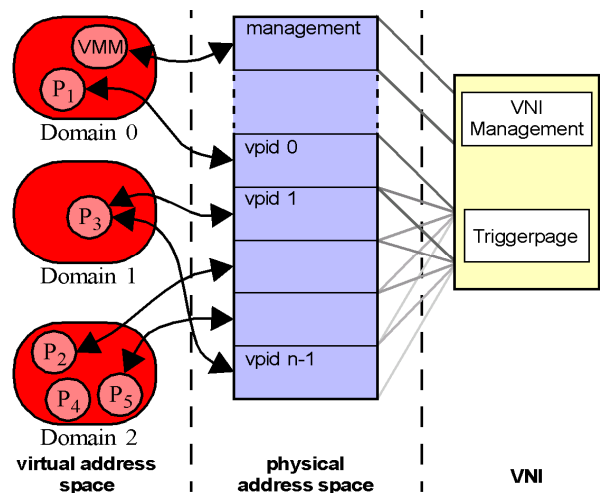 VMM
P1
Domain 0
P3
Domain 1
P2
P4
P5
Domain 2
virtual address
space
management
vpid 0
vpid 1
vpid n-1
physical
address space
VNI
Management
Triggerpage
VNI